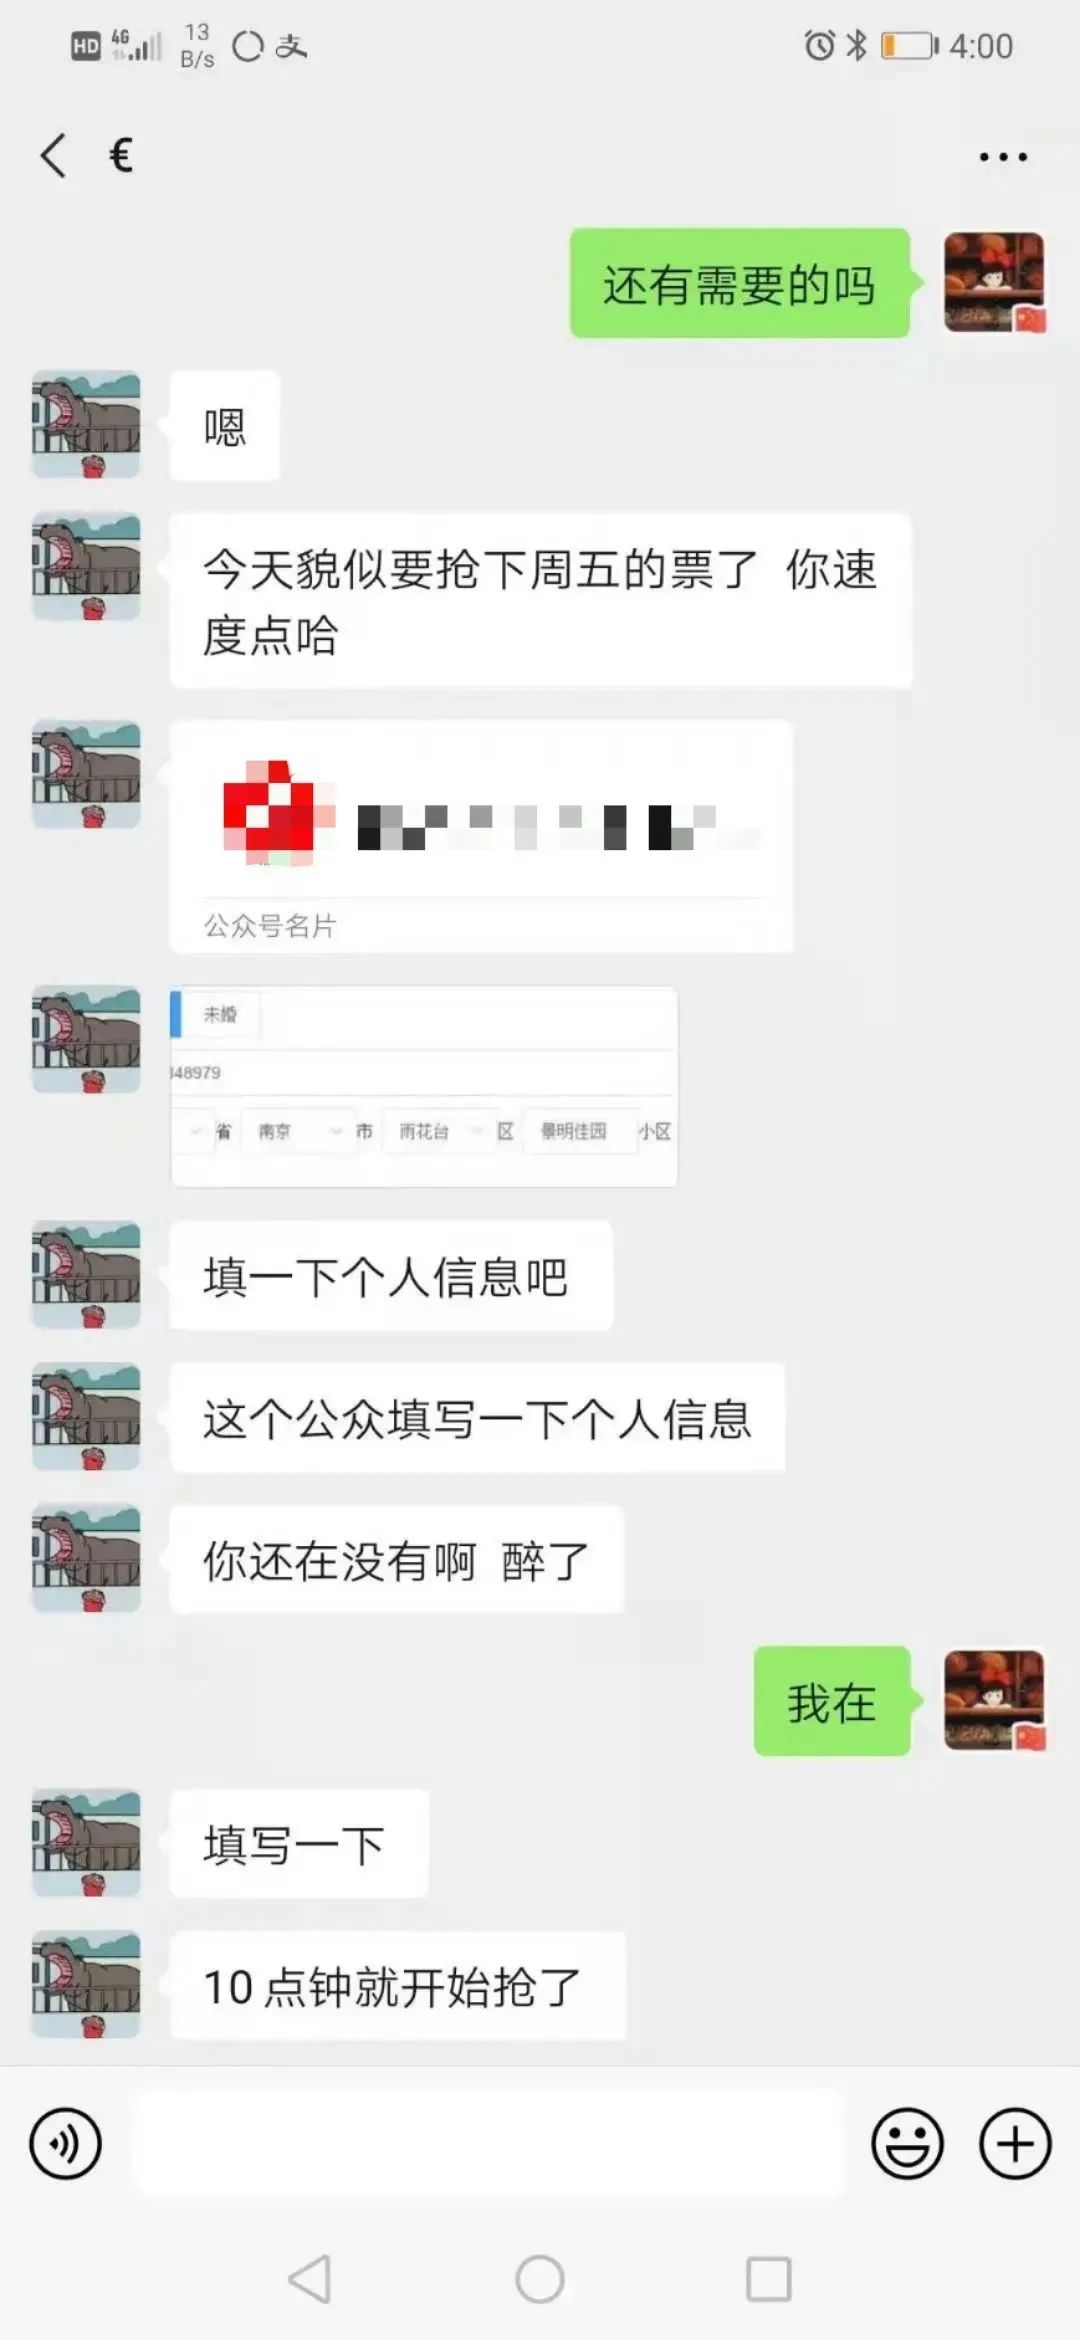 HD 4G 13 B/s 支 4:00
€
还有需要的吗
嗯
今天貌似要抢下周五的票了 你速
度点哈
公众号名片
未婚
348979
省 南京 市 雨花台 区 景明佳园 小区
填一下个人信息吧
这个公众填写一下个人信息
你还在没有啊 醉了
我在
填写一下
10 点钟就开始抢了